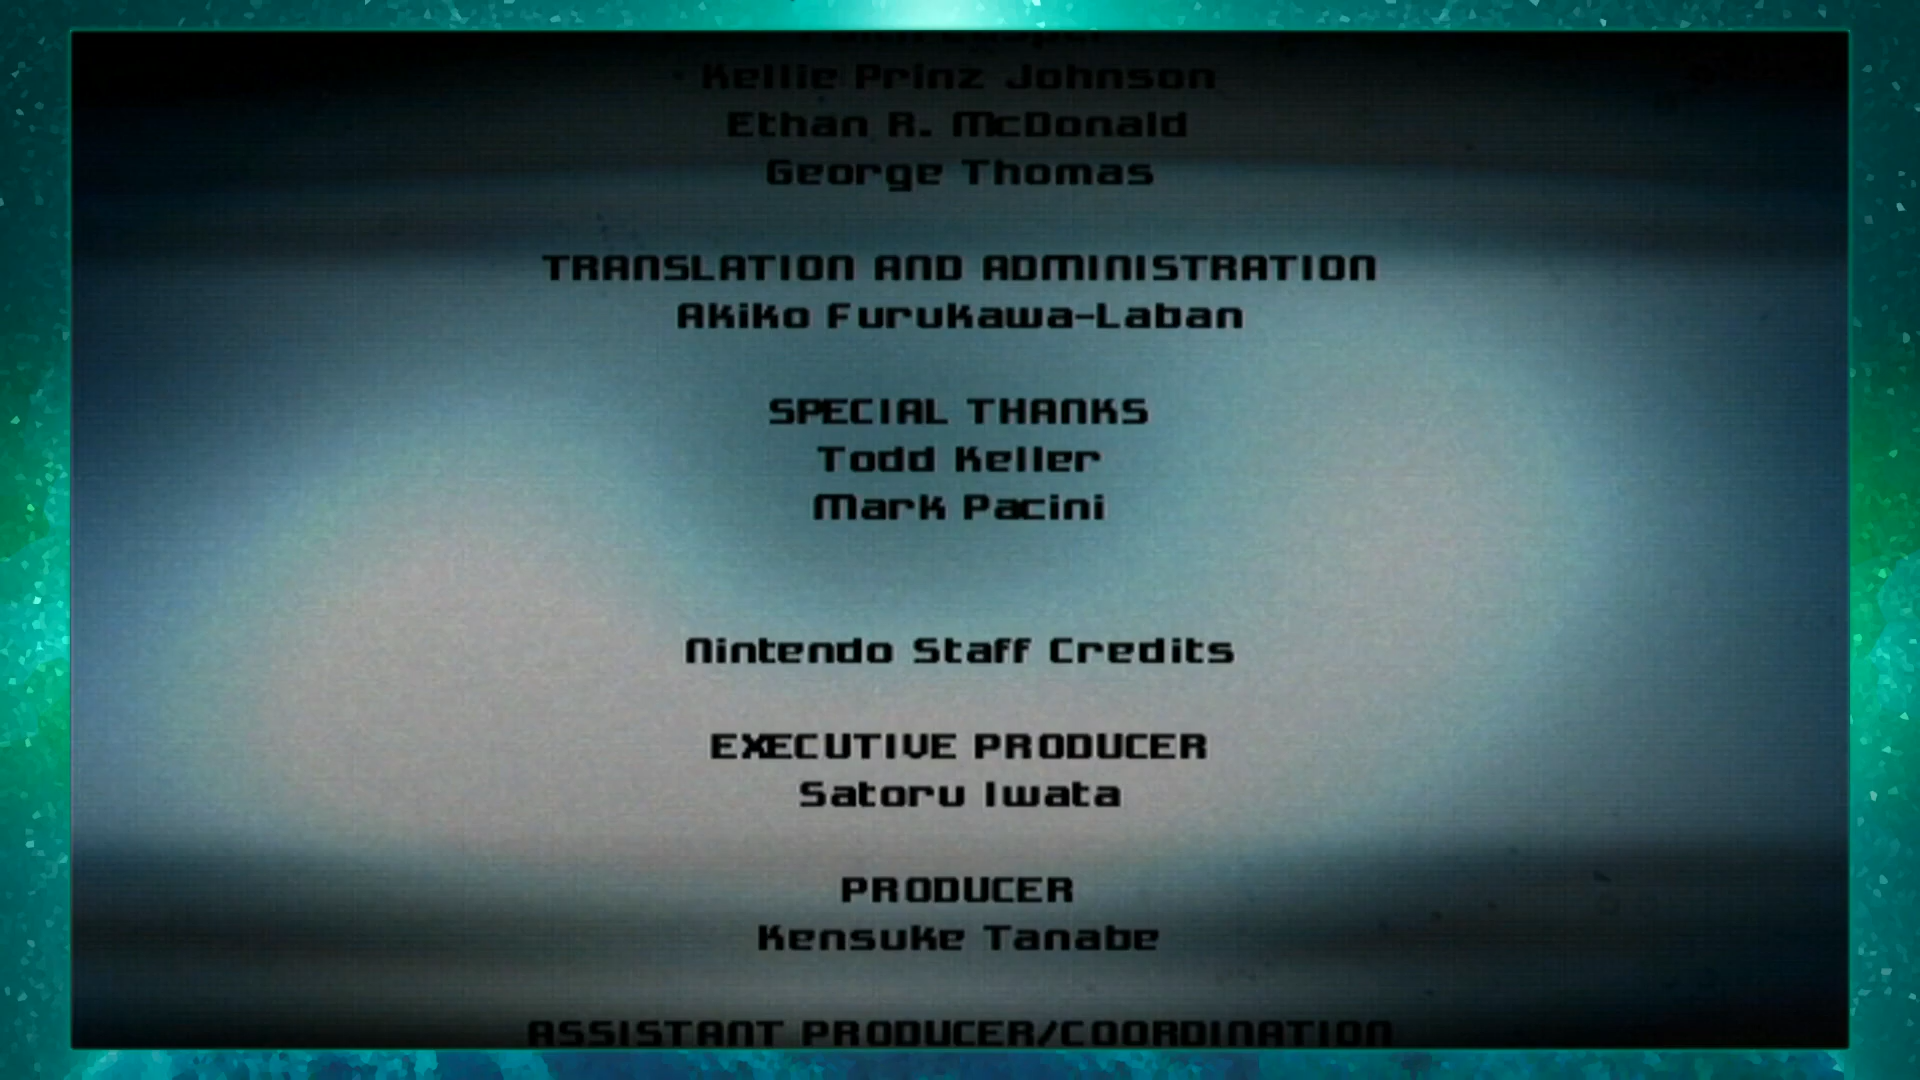 Kellie Prinz Johnson
Ethan R. McDonald
George Thomas
TRANSLATION AND ADMINISTRATION
Akiko Furukawa-Laban
SPECIAL THANKS
Todd Keller
Mark Pacini
Nintendo Staff Credits
EXECUTIVE PRODUCER
Satoru Iwata
PRODUCER
Kensuke Tanabe
ASSISTANT PRODUCER/COORDINATION